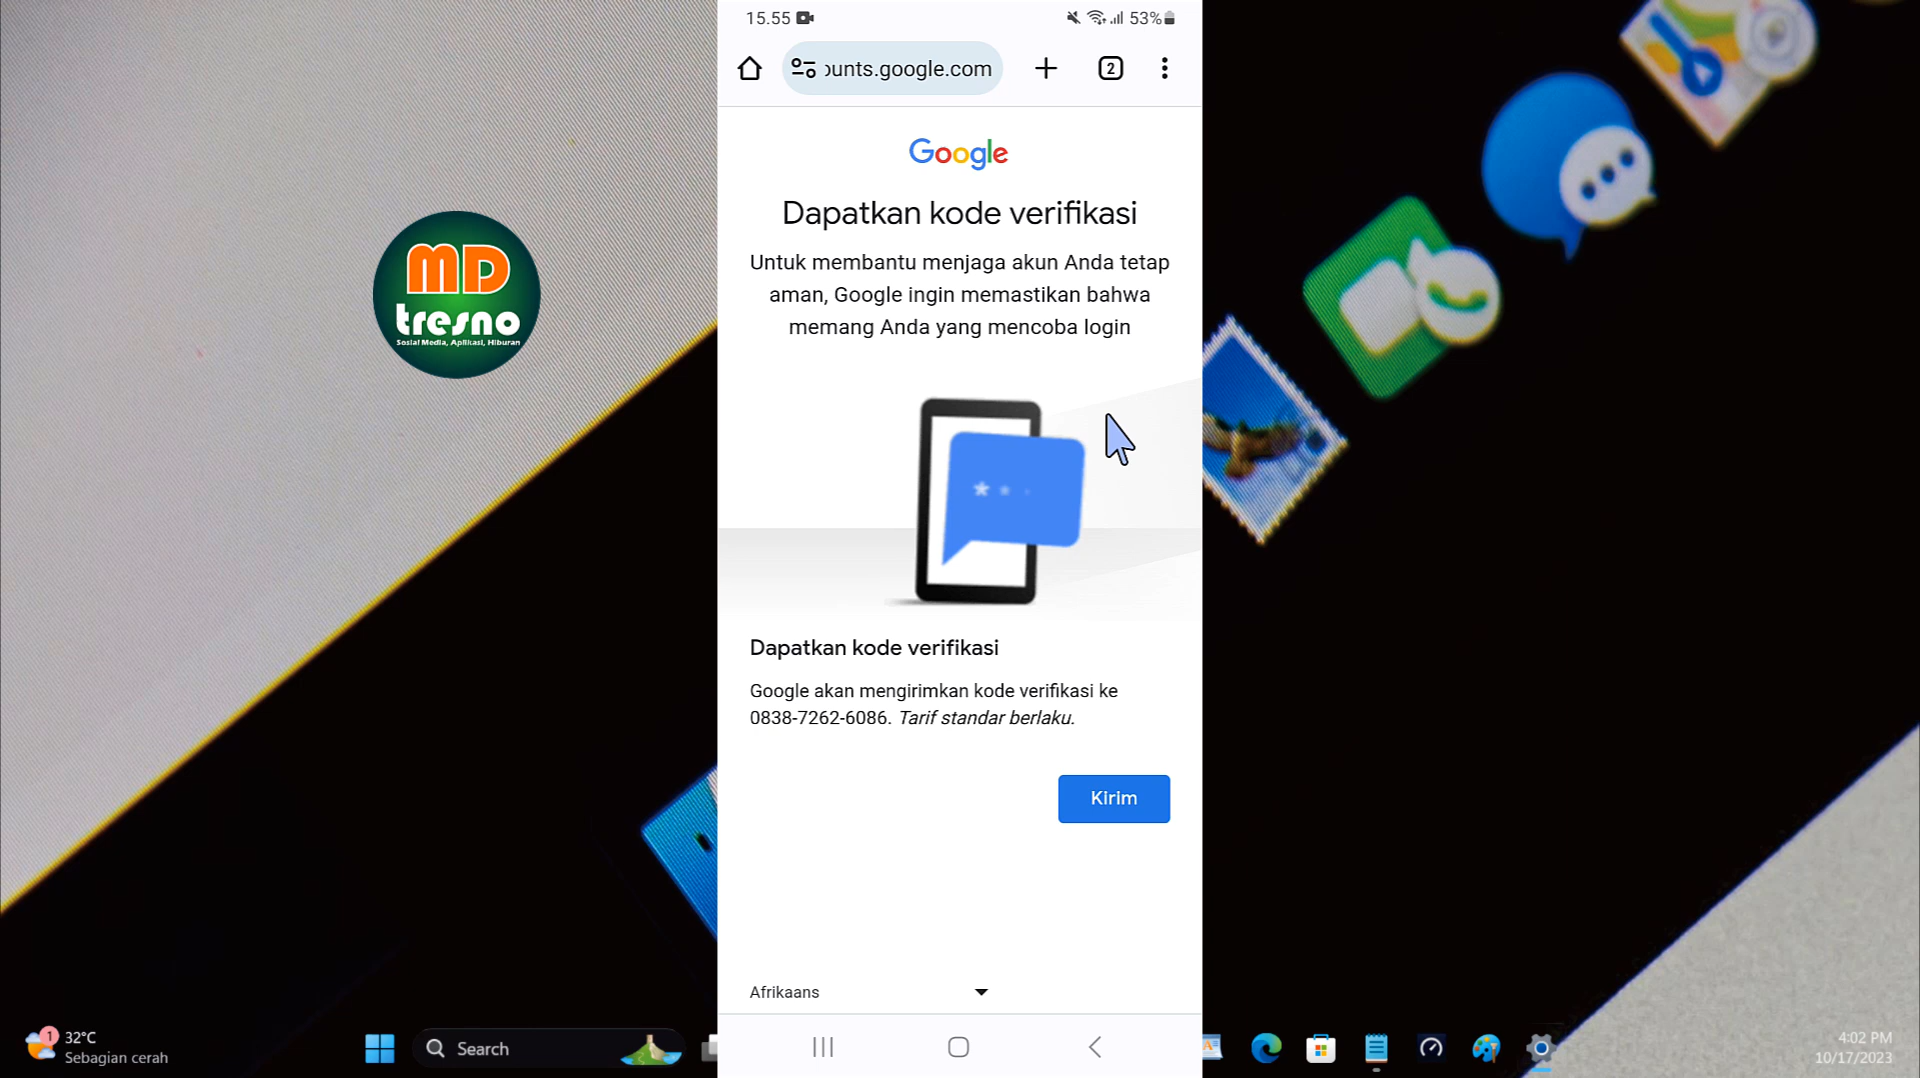 15.55
53%
ounts.google.com
2
Google
Dapatkan kode verifikasi
Untuk membantu menjaga akun Anda tetap
aman, Google ingin memastikan bahwa
memang Anda yang mencoba login
MD
tresno
Sosial Media, Aplikasi, Hiburan
Dapatkan kode verifikasi
Google akan mengirimkan kode verifikasi ke
0838-7262-6086. Tarif standar berlaku.
Kirim
Afrikaans
1
32°C
Sebagian cerah
Search
4:02 PM
10/17/2023